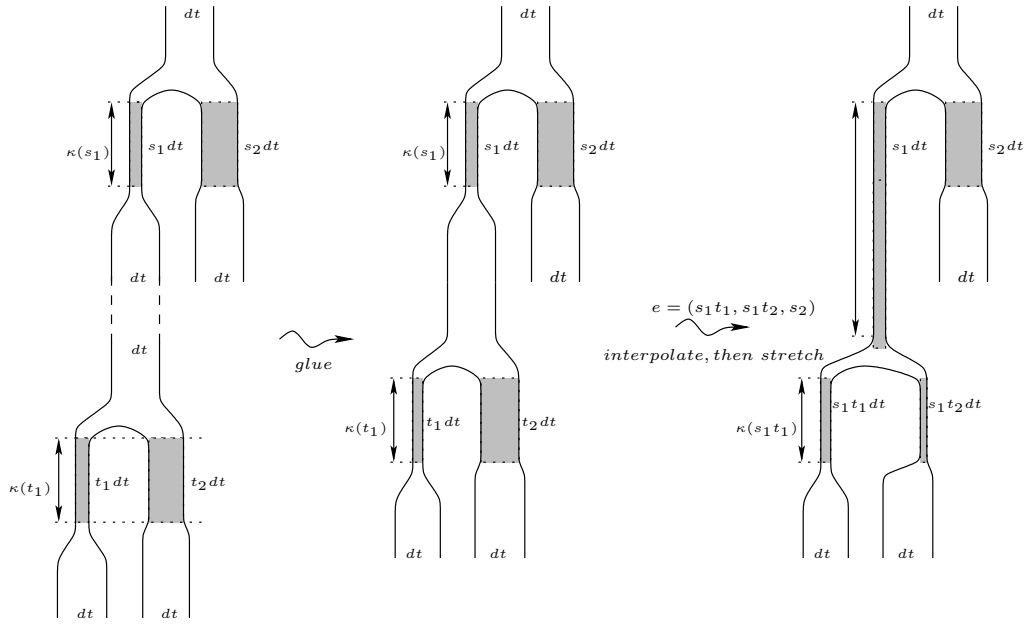 dt
κ(s₁)
s₁dt
s₂dt
dt
dt
dt
κ(t₁)
t₁dt
t₂dt
dt
dt
glue
dt
κ(s₁)
s₁dt
s₂dt
dt
κ(t₁)
t₁dt
t₂dt
dt
dt
e = (s₁t₁, s₁t₂, s₂)
interpolate, then stretch
dt
s₁dt
s₂dt
dt
κ(s₁t₁)
s₁t₁dt
s₁t₂dt
dt
dt